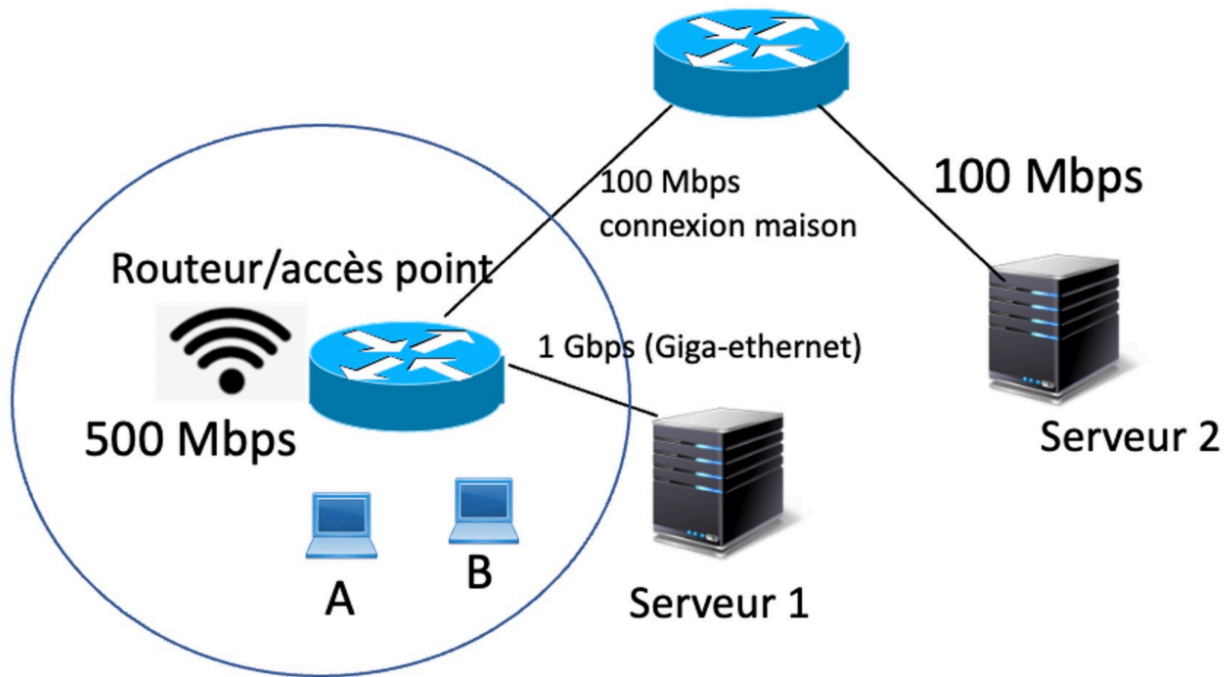 100 Mbps
connexion maison
100 Mbps
Routeur/accès point
1 Gbps (Giga-ethernet)
500 Mbps
Serveur 2
A
B
Serveur 1